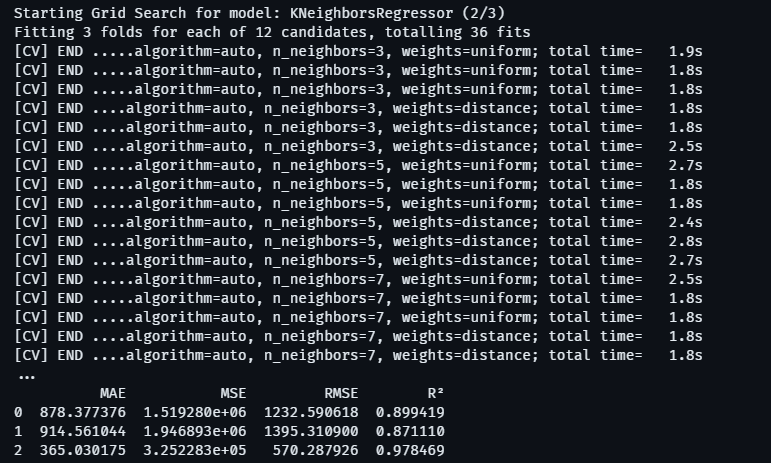 Starting Grid Search for model: KNeighborsRegressor (2/3)
Fitting 3 folds for each of 12 candidates, totalling 36 fits
[CV] END .....algorithm=auto, n_neighbors=3, weights=uniform; total time=   1.9s
[CV] END .....algorithm=auto, n_neighbors=3, weights=uniform; total time=   1.8s
[CV] END .....algorithm=auto, n_neighbors=3, weights=uniform; total time=   1.8s
[CV] END ....algorithm=auto, n_neighbors=3, weights=distance; total time=   1.8s
[CV] END ....algorithm=auto, n_neighbors=3, weights=distance; total time=   1.8s
[CV] END ....algorithm=auto, n_neighbors=3, weights=distance; total time=   2.5s
[CV] END .....algorithm=auto, n_neighbors=5, weights=uniform; total time=   2.7s
[CV] END .....algorithm=auto, n_neighbors=5, weights=uniform; total time=   1.8s
[CV] END .....algorithm=auto, n_neighbors=5, weights=uniform; total time=   1.8s
[CV] END ....algorithm=auto, n_neighbors=5, weights=distance; total time=   2.4s
[CV] END ....algorithm=auto, n_neighbors=5, weights=distance; total time=   2.8s
[CV] END ....algorithm=auto, n_neighbors=5, weights=distance; total time=   2.7s
[CV] END .....algorithm=auto, n_neighbors=7, weights=uniform; total time=   2.5s
[CV] END .....algorithm=auto, n_neighbors=7, weights=uniform; total time=   1.8s
[CV] END .....algorithm=auto, n_neighbors=7, weights=uniform; total time=   1.8s
[CV] END ....algorithm=auto, n_neighbors=7, weights=distance; total time=   1.8s
[CV] END ....algorithm=auto, n_neighbors=7, weights=distance; total time=   1.8s
...
MAE MSE RMSE R²
0 878.377376 1.519280e+06 1232.590618 0.899419
1 914.561044 1.946893e+06 1395.310900 0.871110
2 365.030175 3.252283e+05 570.287926 0.978469